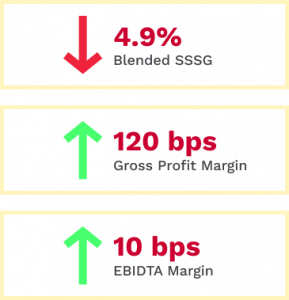 4.9%
Blended SSSG
120 bps
Gross Profit Margin
10 bps
EBIDTA Margin